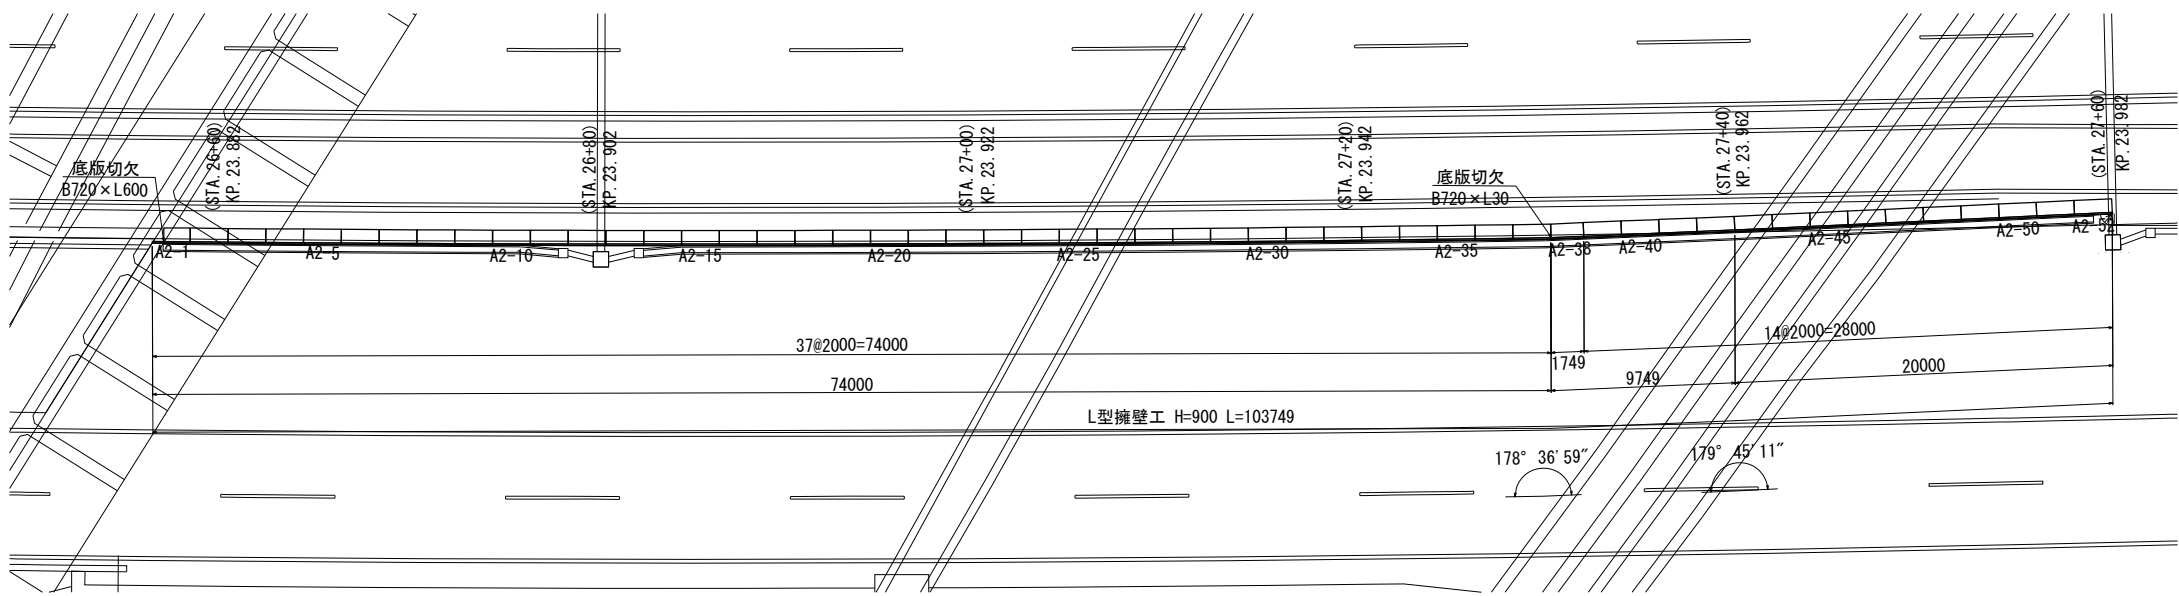 (STA.26+60)
KP.23.882
(STA.26+80)
KP.23.902
(STA.27+00)
KP.23.922
(STA.27+20)
KP.23.942
(STA.27+40)
KP.23.962
(STA.27+60)
KP.23.982
底版切欠
B720×L600
底版切欠
B720×L30
A2-1
A2-5
A2-10
A2-15
A2-20
A2-25
A2-30
A2-35
A2-38
A2-40
A2-45
A2-50
A2-52
37@2000=74000
1749
14@2000=28000
74000
9749
20000
L型擁壁工 H=900 L=103749
178°36'59"
179°45'11"